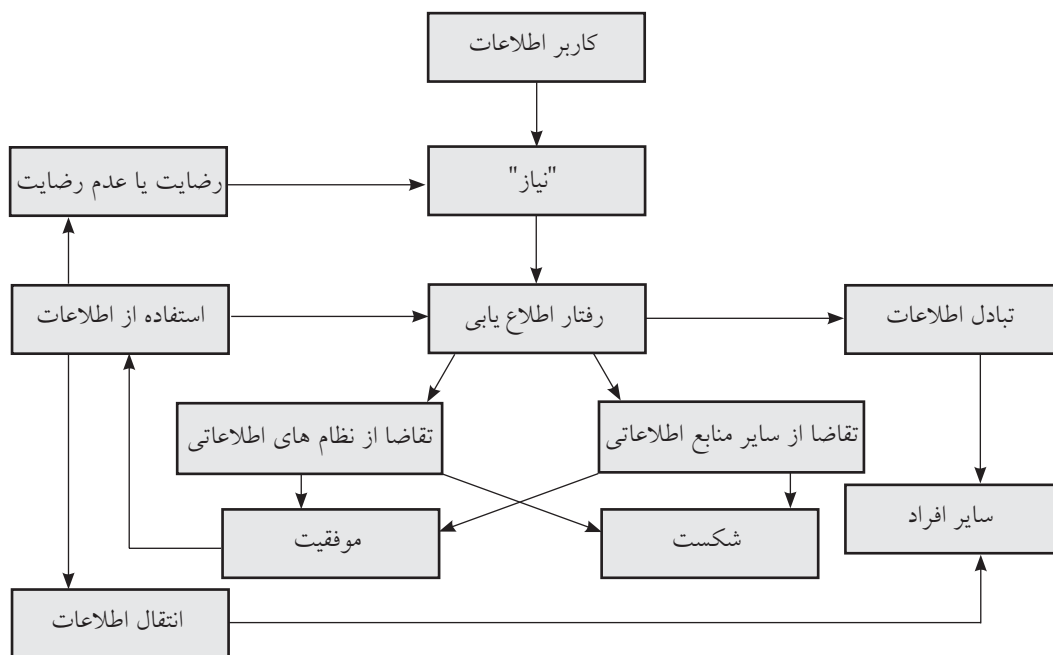 کاربر اطلاعات
"نیاز"
رضایت یا عدم رضایت
رفتار اطلاع یابی
تبادل اطلاعات
استفاده از اطلاعات
تقاضا از سایر منابع اطلاعاتی
تقاضا از نظام های اطلاعاتی
سایر افراد
شکست
موفقیت
انتقال اطلاعات